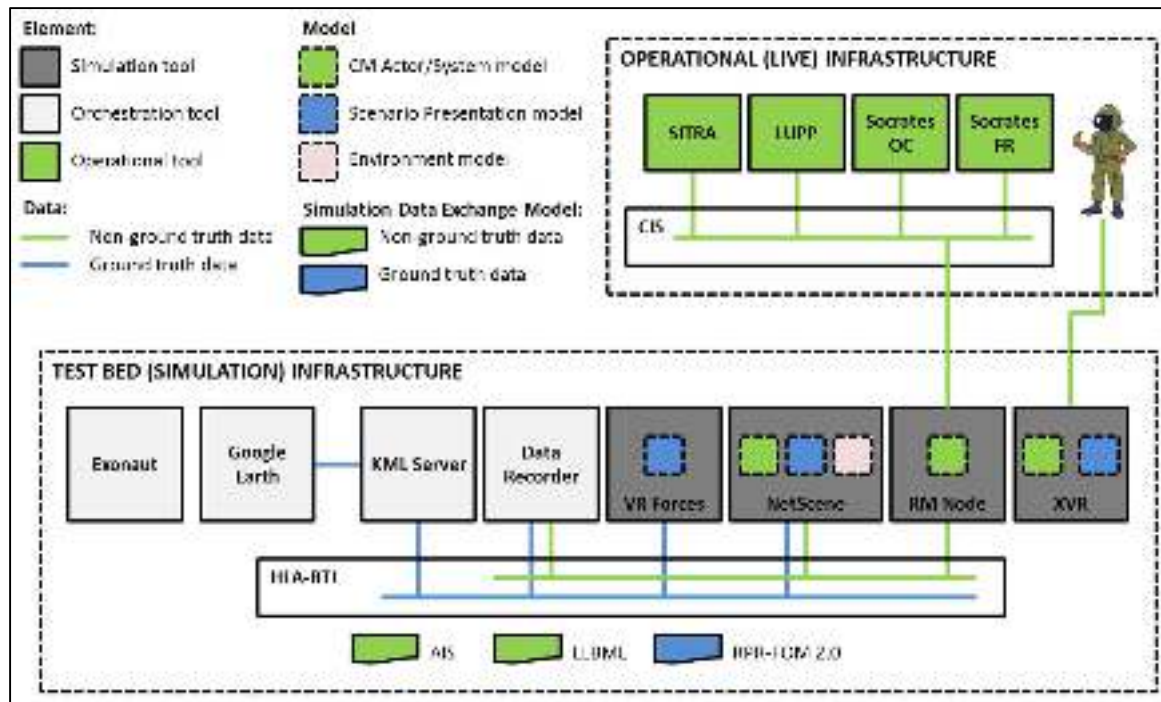 Element:
Simulation tool
Orchestration tool
Operational tool
Data:
Non-ground truth data
Ground truth data
Model
CM Actor/System model
Scenario Presentation model
Environment model
Simulation Data Exchange Model:
Non-ground truth data
Ground truth data
OPERATIONAL (LIVE) INFRASTRUCTURE
SITRA
LUPP
Socrates
OC
Socrates
FR
CIS
TEST BED (SIMULATION) INFRASTRUCTURE
Exonaut
Google
Earth
KML Server
Data
Recorder
VR Forces
NetScene
Node
XVR
HLA-RTI
AIS
RPR-FOM 2.0